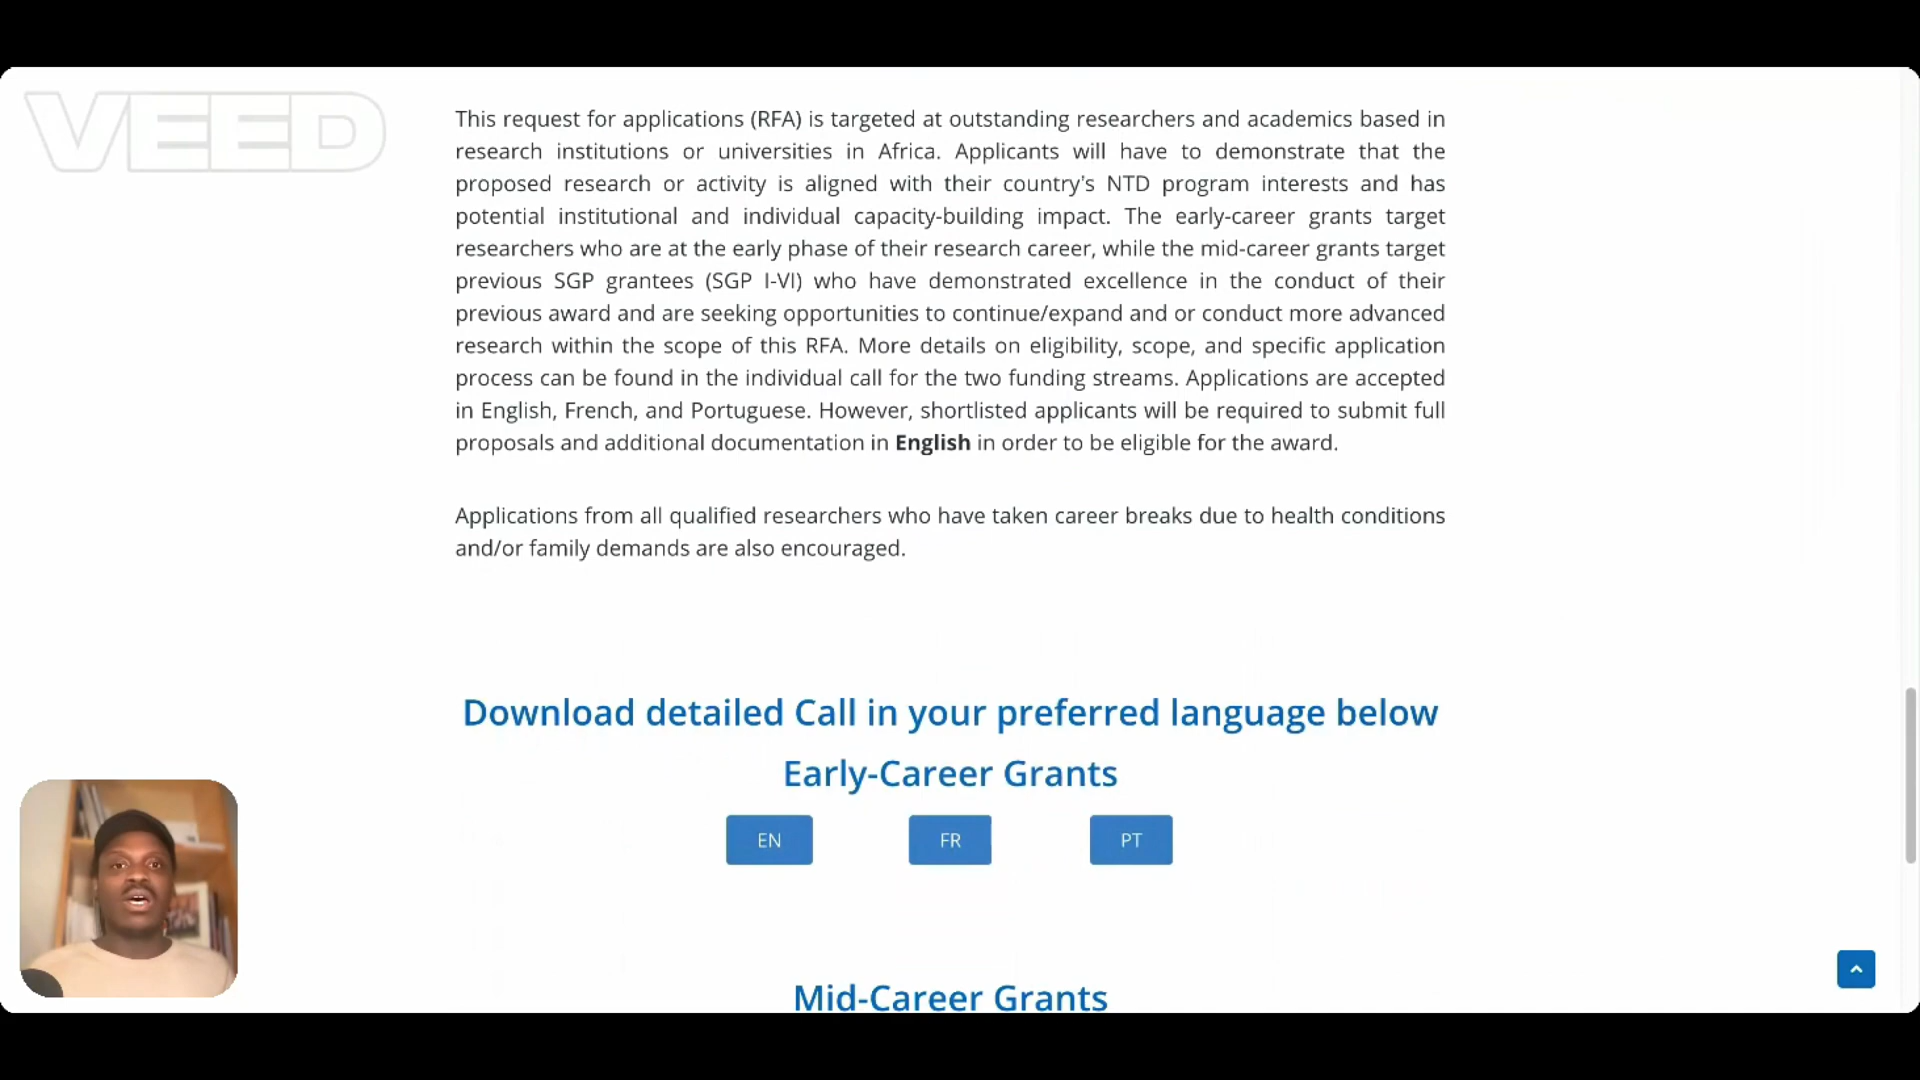 VEED
This request for applications (RFA) is targeted at outstanding researchers and academics based in
research institutions or universities in Africa. Applicants will have to demonstrate that the
proposed research or activity is aligned with their country's NTD program interests and has
potential institutional and individual capacity-building impact. The early-career grants target
researchers who are at the early phase of their research career, while the mid-career grants target
previous SGP grantees (SGP I-VI) who have demonstrated excellence in the conduct of their
previous award and are seeking opportunities to continue/expand and or conduct more advanced
research within the scope of this RFA. More details on eligibility, scope, and specific application
process can be found in the individual call for the two funding streams. Applications are accepted
in English, French, and Portuguese. However, shortlisted applicants will be required to submit full
proposals and additional documentation in English in order to be eligible for the award.
Applications from all qualified researchers who have taken career breaks due to health conditions
and/or family demands are also encouraged.
Download detailed Call in your preferred language below
Early-Career Grants
EN FR PT
Mid-Career Grants